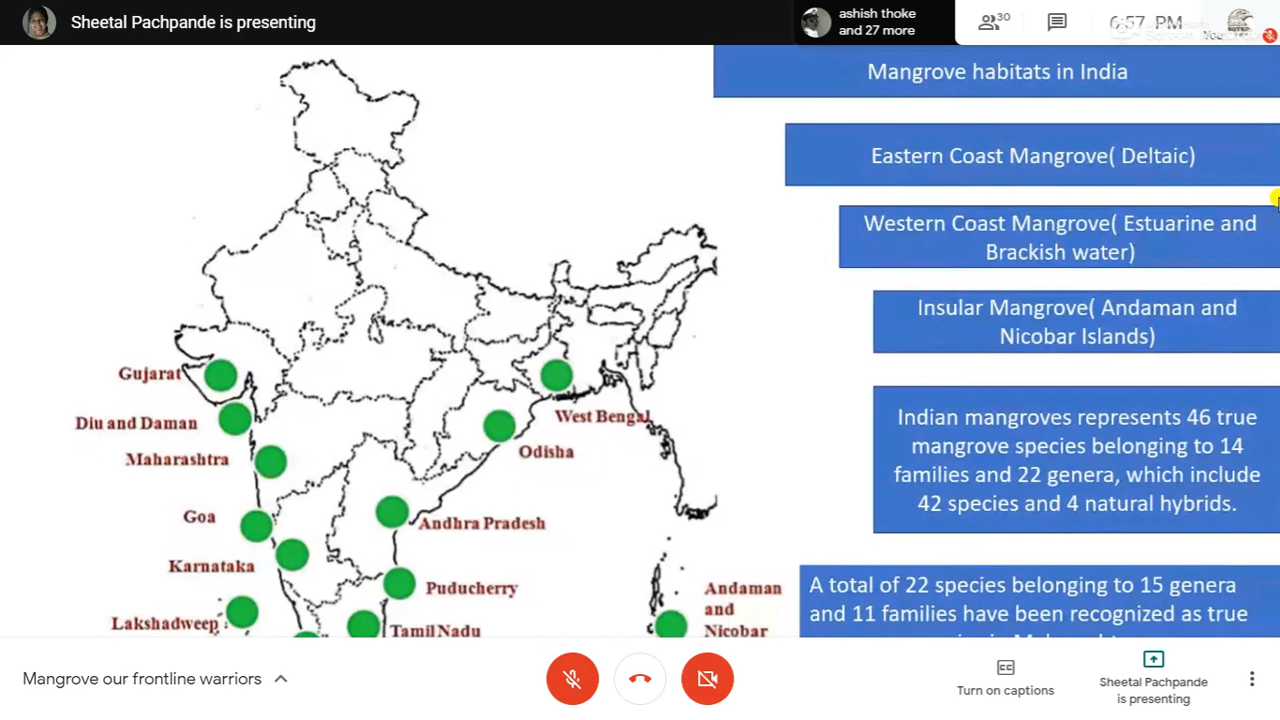 Sheetal Pachpande is presenting
ashish thoke
and 27 more
30
6:57 PM
You
Mangrove habitats in India
Eastern Coast Mangrove( Deltaic)
Western Coast Mangrove( Estuarine and
Brackish water)
Insular Mangrove( Andaman and
Nicobar Islands)
Indian mangroves represents 46 true
mangrove species belonging to 14
families and 22 genera, which include
42 species and 4 natural hybrids.
A total of 22 species belonging to 15 genera
and 11 families have been recognized as true
Gujarat
Diu and Daman
Maharashtra
Goa
Karnataka
Lakshadweep
West Bengal
Odisha
Andhra Pradesh
Puducherry
Tamil Nadu
Andaman
and
Nicobar
Mangrove our frontline warriors
CC
Turn on captions
Sheetal Pachpande
is presenting